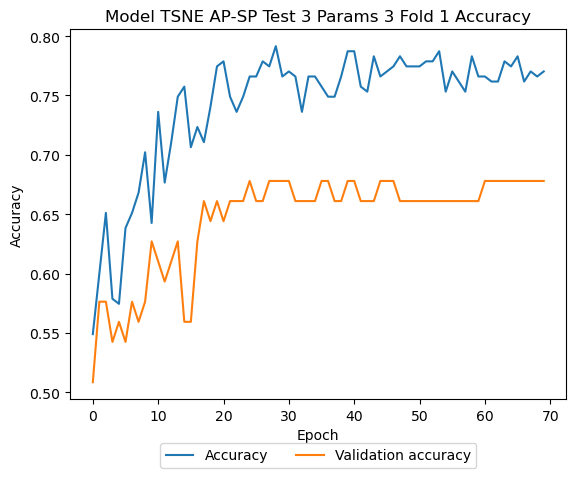 Model TSNE AP-SP Test 3 Params 3 Fold 1 Accuracy
0.80
0.75
0.70
0.65
0.60
0.55
0.50
Accuracy
0 10 20 30 40 50 60 70
Epoch
Accuracy Validation accuracy